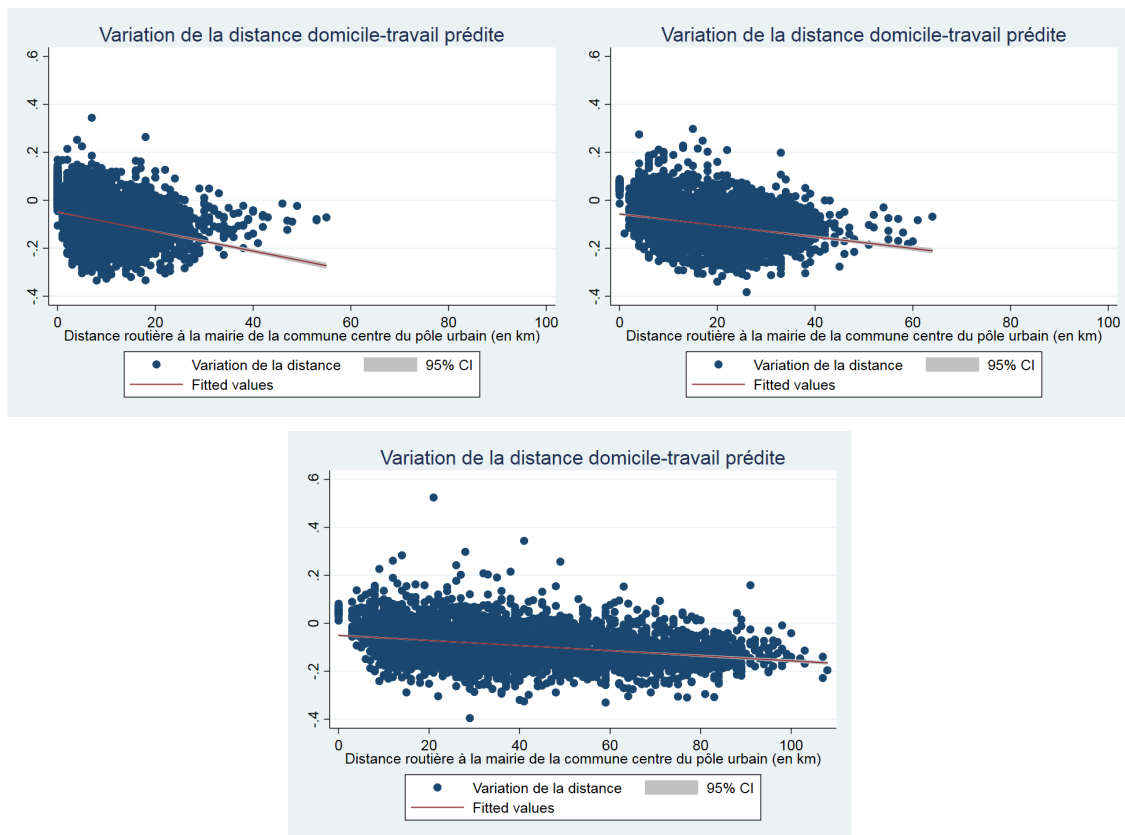 Variation de la distance domicile-travail prédite
.6
.4
.2
0
-.2
-.4
0 20 40 60 80 100
Distance routière à la mairie de la commune centre du pôle urbain (en km)
Variation de la distance 95% CI
Fitted values
Variation de la distance domicile-travail prédite
.6
.4
.2
0
-.2
-.4
0 20 40 60 80 100
Distance routière à la mairie de la commune centre du pôle urbain (en km)
Variation de la distance 95% CI
Fitted values
Variation de la distance domicile-travail prédite
.6
.4
.2
0
-.2
-.4
0 20 40 60 80 100
Distance routière à la mairie de la commune centre du pôle urbain (en km)
Variation de la distance 95% CI
Fitted values